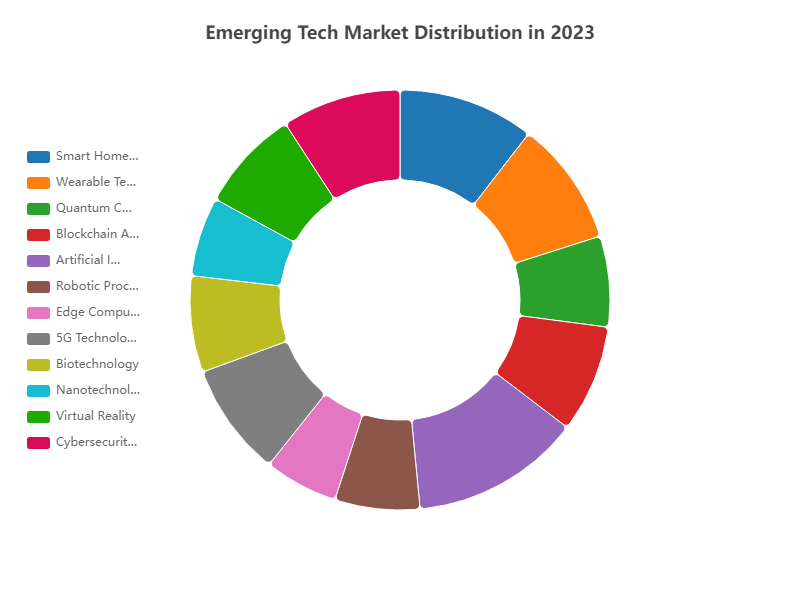 Emerging Tech Market Distribution in 2023
Smart Home...
Wearable Te...
Quantum C...
Blockchain A...
Artificial I...
Robotic Proc...
Edge Compu...
5G Technolo...
Biotechnology
Nanotechnol...
Virtual Reality
Cybersecurit...